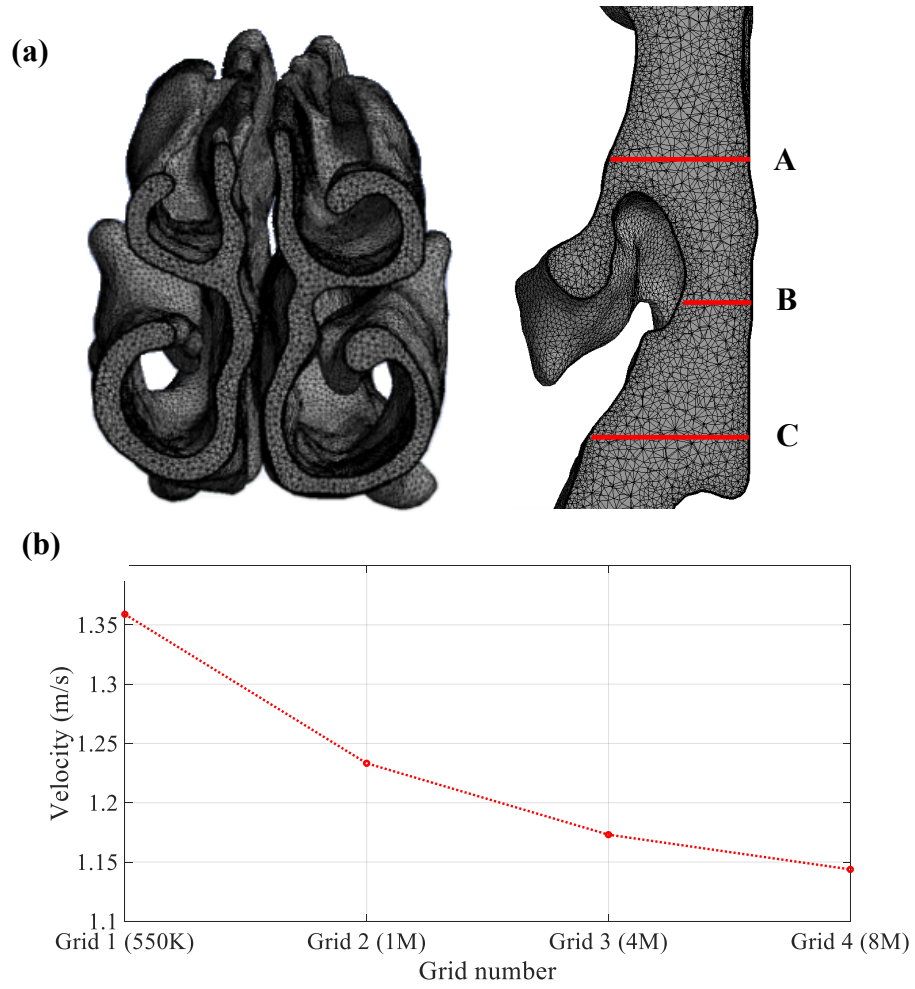 (a)
A
B
C
(b)
1.35
1.3
1.25
1.2
1.15
1.1
Velocity (m/s)
Grid 1 (550K) Grid 2 (1M) Grid 3 (4M) Grid 4 (8M)
Grid number